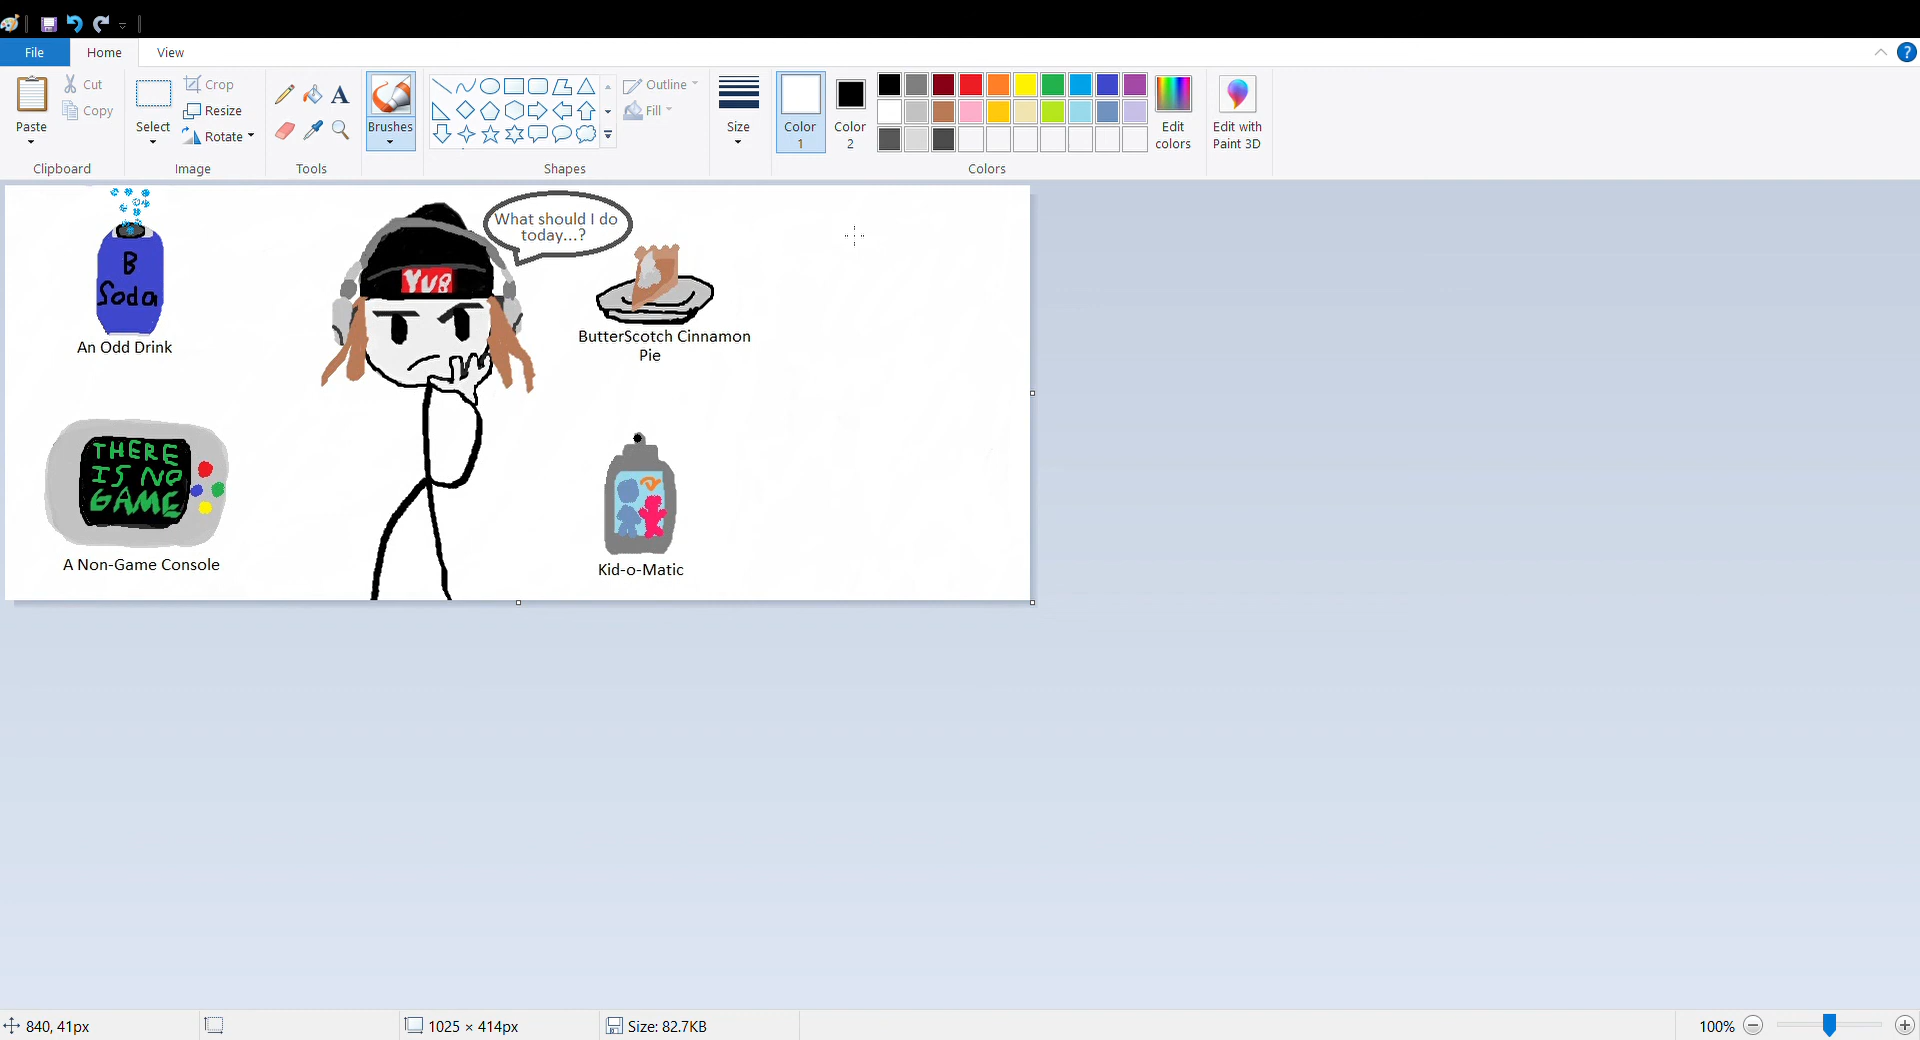 File
Home
View
Paste
Cut
Copy
Clipboard
Select
Crop
Resize
Rotate
Image
Tools
Brushes
Shapes
Outline
Fill
Size
Color
1
Color
2
Colors
Edit
colors
Edit with
Paint 3D
B
Soda
An Odd Drink
THERE
IS NO
GAME
A Non-Game Console
YUB
What should I do
today...?
ButterScotch Cinnamon
Pie
Kid-o-Matic
840, 41px
1025 × 414px
Size: 82.7KB
100%